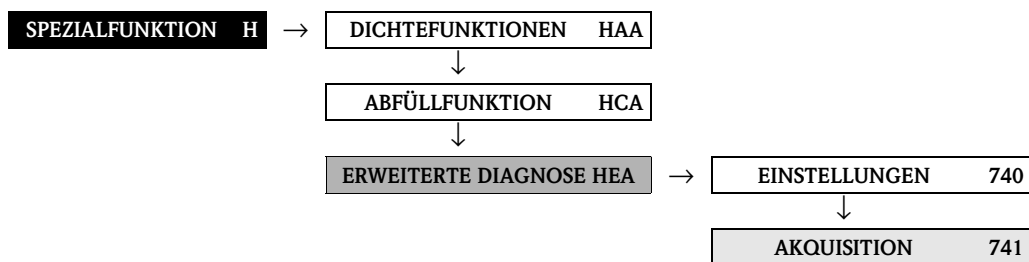 SPEZIALFUNKTION H → DICHTEFUNKTIONEN HAA
↓
ABFÜLLFUNKTION HCA
↓
ERWEITERTE DIAGNOSE HEA → EINSTELLUNGEN 740
↓
AKQUISITION 741